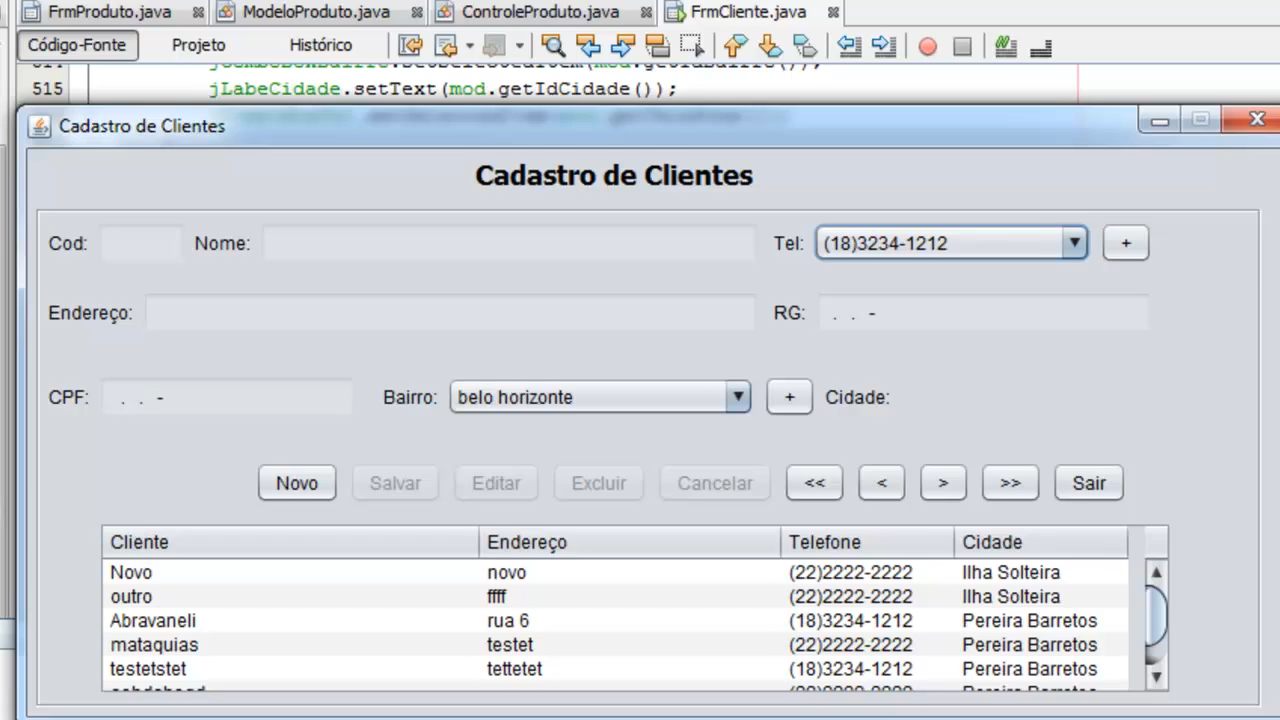 FrmProduto.java ModeloProduto.java ControleProduto.java FrmCliente.java
Código-Fonte Projeto Histórico
515 jLabeCidade.setText(mod.getIdCidade());
Cadastro de Clientes
Cadastro de Clientes
Cod: Nome: Tel: (18)3234-1212 +
Endereço: RG: . . -
CPF: . . - Bairro: belo horizonte + Cidade:
Novo Salvar Editar Excluir Cancelar << < > >> Sair
Cliente Endereço Telefone Cidade
Novo novo (22)2222-2222 Ilha Solteira
outro ffff (22)2222-2222 Ilha Solteira
Abravaneli rua 6 (18)3234-1212 Pereira Barretos
mataquias testet (22)2222-2222 Pereira Barretos
testetstet tettetet (18)3234-1212 Pereira Barretos